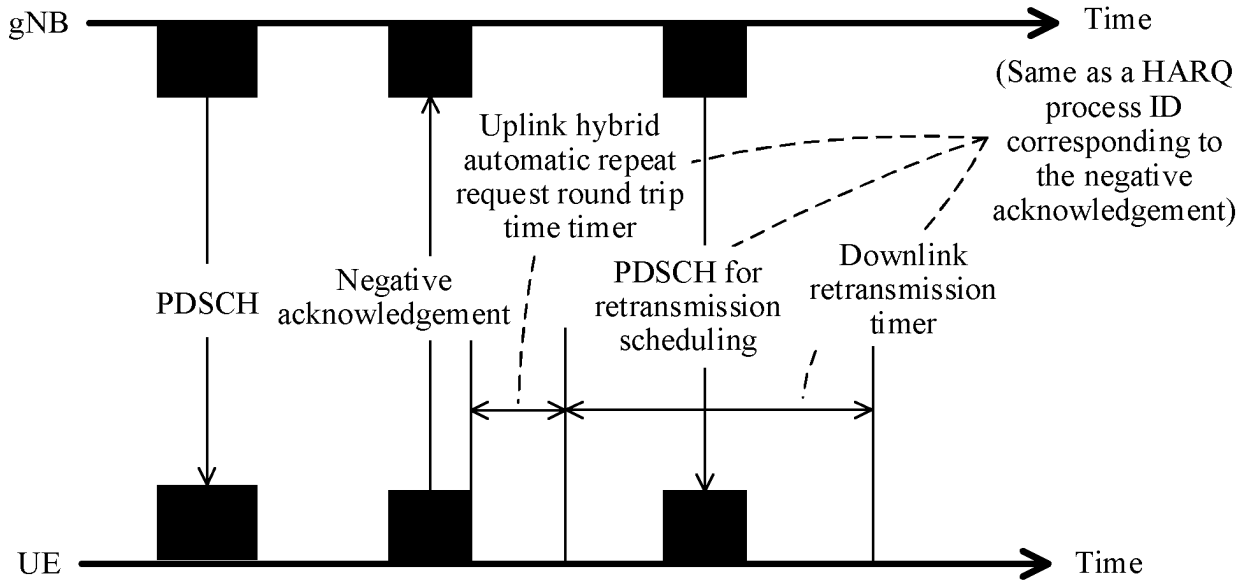 gNB
Time
(Same as a HARQ
process ID
corresponding to
the negative
acknowledgement)
Uplink hybrid
automatic repeat
request round trip
time timer
PDSCH
Negative
acknowledgement
PDSCH for
retransmission
scheduling
Downlink
retransmission
timer
UE
Time